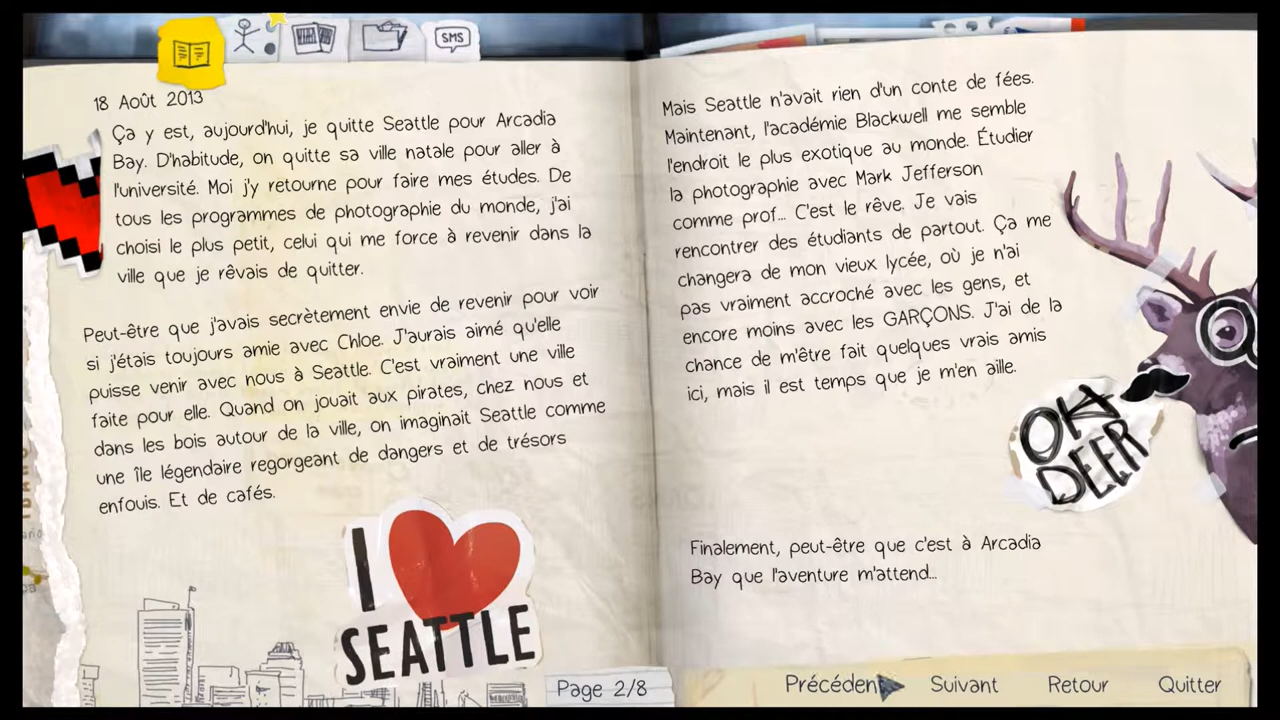 SMS
18 Août 2013
Ça y est, aujourd'hui, je quitte Seattle pour Arcadia
Bay. D'habitude, on quitte sa ville natale pour aller à
l'université. Moi j'y retourne pour faire mes études. De
tous les programmes de photographie du monde, j'ai
choisi le plus petit, celui qui me force à revenir dans la
ville que je rêvais de quitter.
Peut-être que j'avais secrètement envie de revenir pour voir
si j'étais toujours amie avec Chloe. J'aurais aimé qu'elle
puisse venir avec nous à Seattle. C'est vraiment une ville
faite pour elle. Quand on jouait aux pirates, chez nous et
dans les bois autour de la ville, on imaginait Seattle comme
une île légendaire regorgeant de dangers et de trésors
enfouis. Et de cafés.
I
SEATTLE
Page 2/8
Mais Seattle n'avait rien d'un conte de fées.
Maintenant, l'académie Blackwell me semble
l'endroit le plus exotique au monde. Étudier
la photographie avec Mark Jefferson
comme prof... C'est le rêve. Je vais
rencontrer des étudiants de partout. Ça me
changera de mon vieux lycée, où je n'ai
pas vraiment accroché avec les gens, et
encore moins avec les GARÇONS. J'ai de la
chance de m'être fait quelques vrais amis
ici, mais il est temps que je m'en aille.
OH
DEER
Finalement, peut-être que c'est à Arcadia
Bay que l'aventure m'attend...
Précéden Suivant Retour Quitter